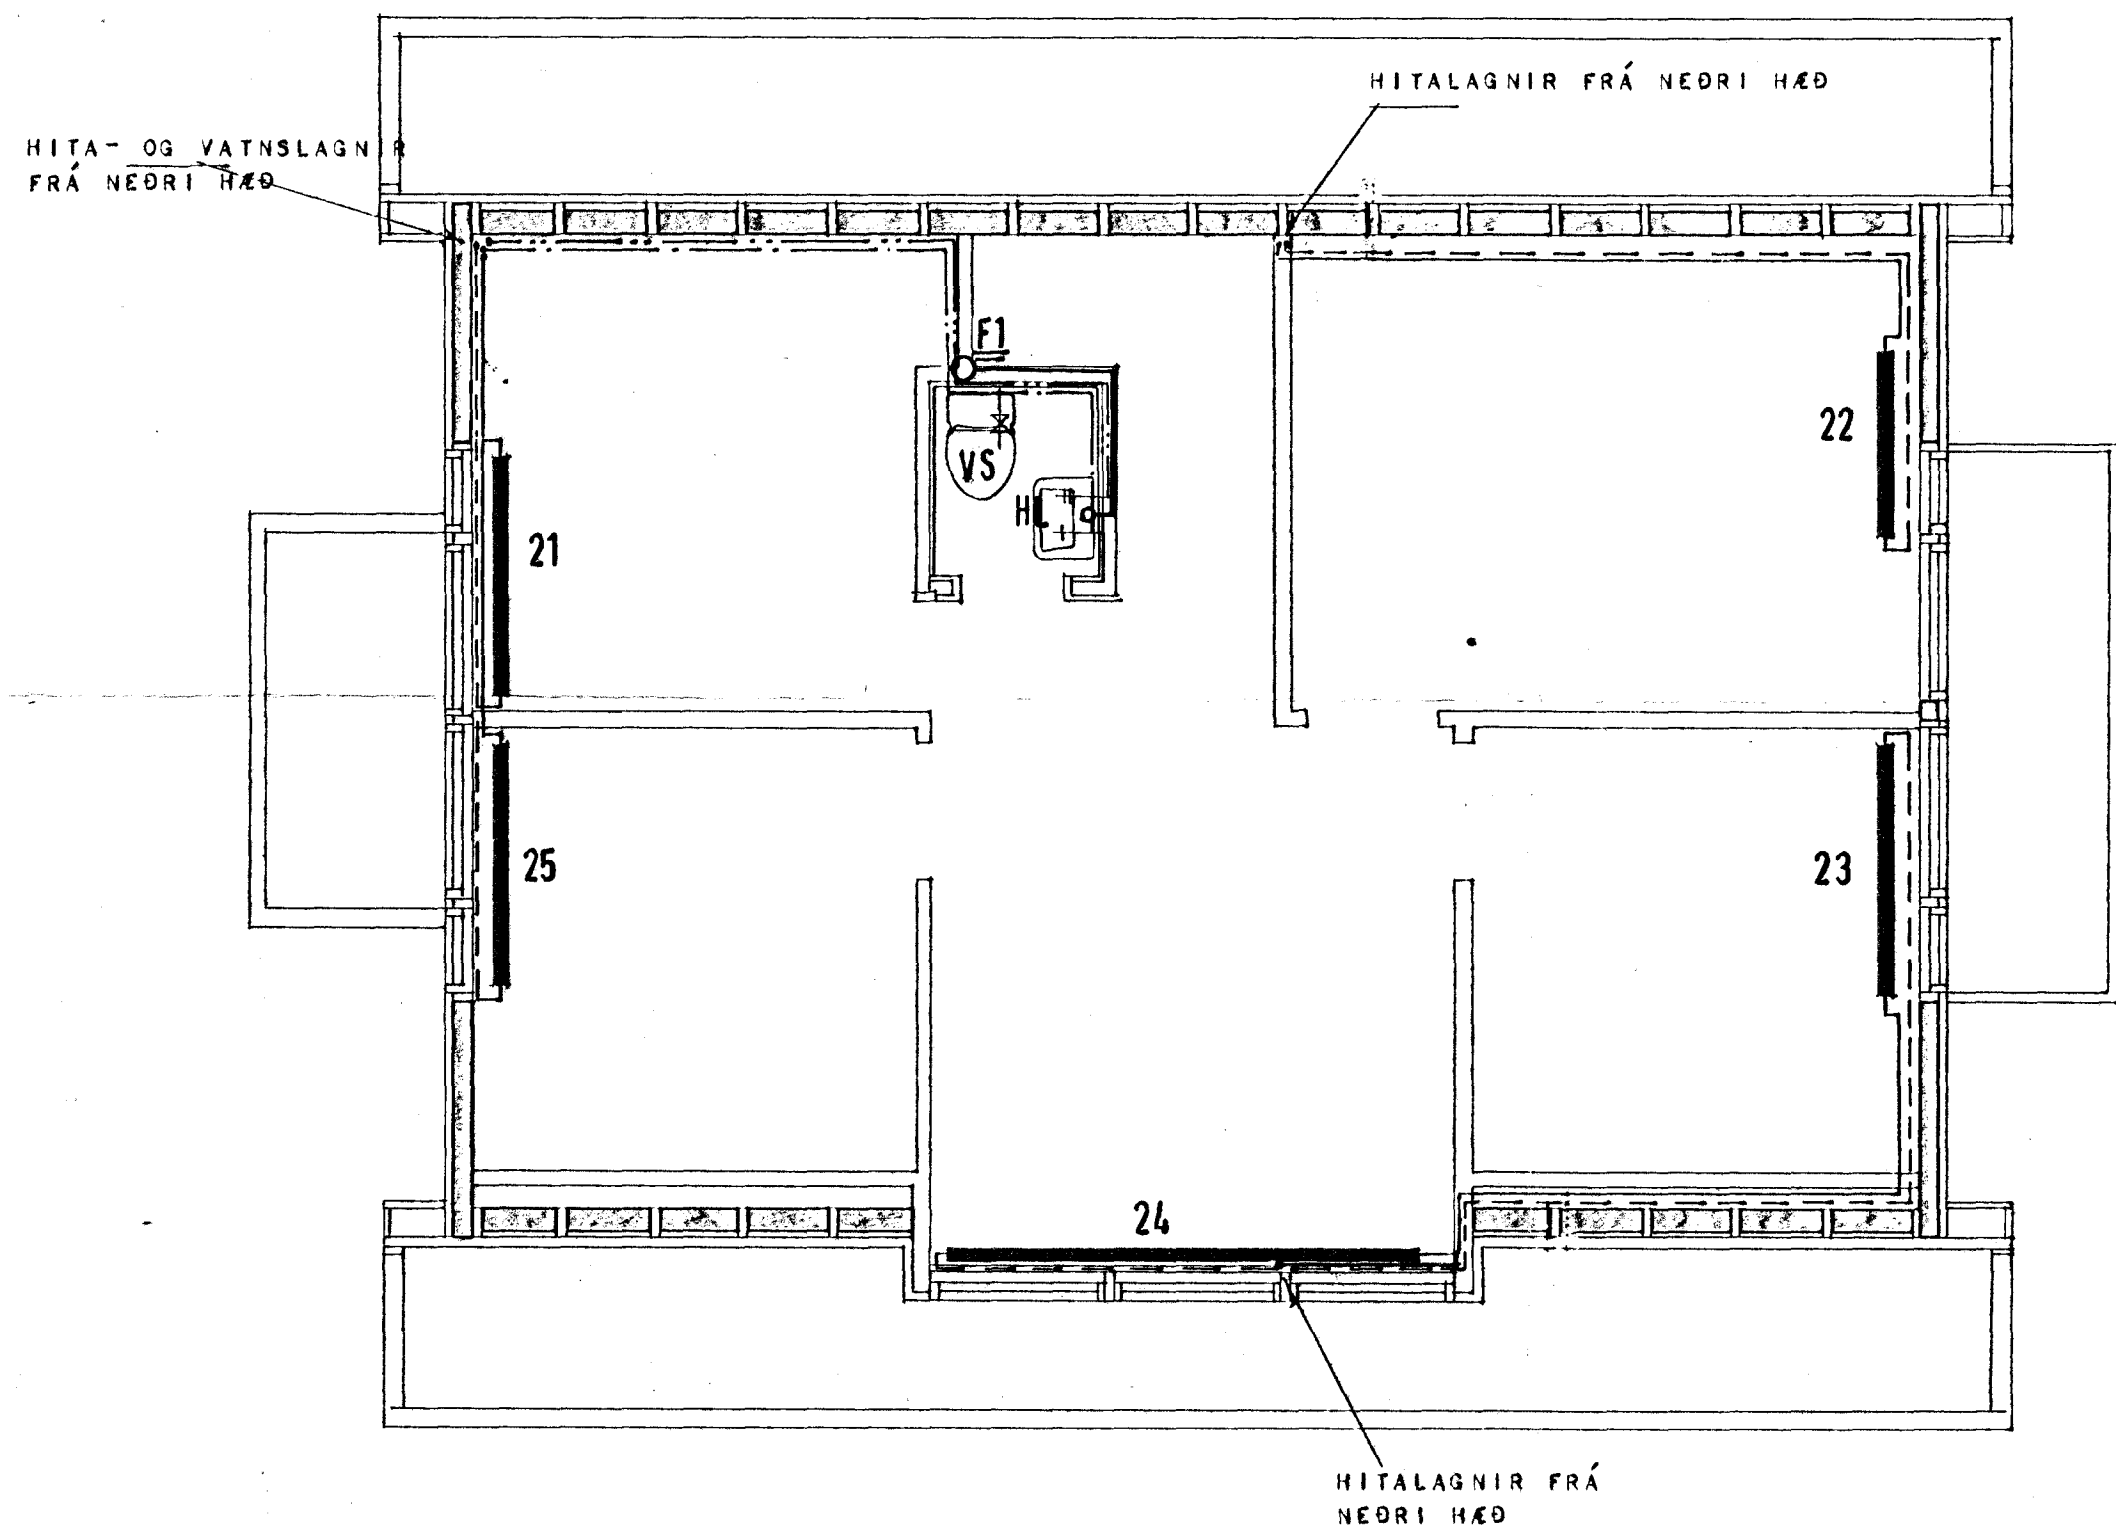 HITALAGNIR FRÁ NEÐRI HÆÐ
HITA- OG VATNSLAGNIR
FRÁ NEÐRI HÆÐ
F1
22
VS
H
21
25
23
24
HITALAGNIR FRÁ
NEÐRI HÆÐ